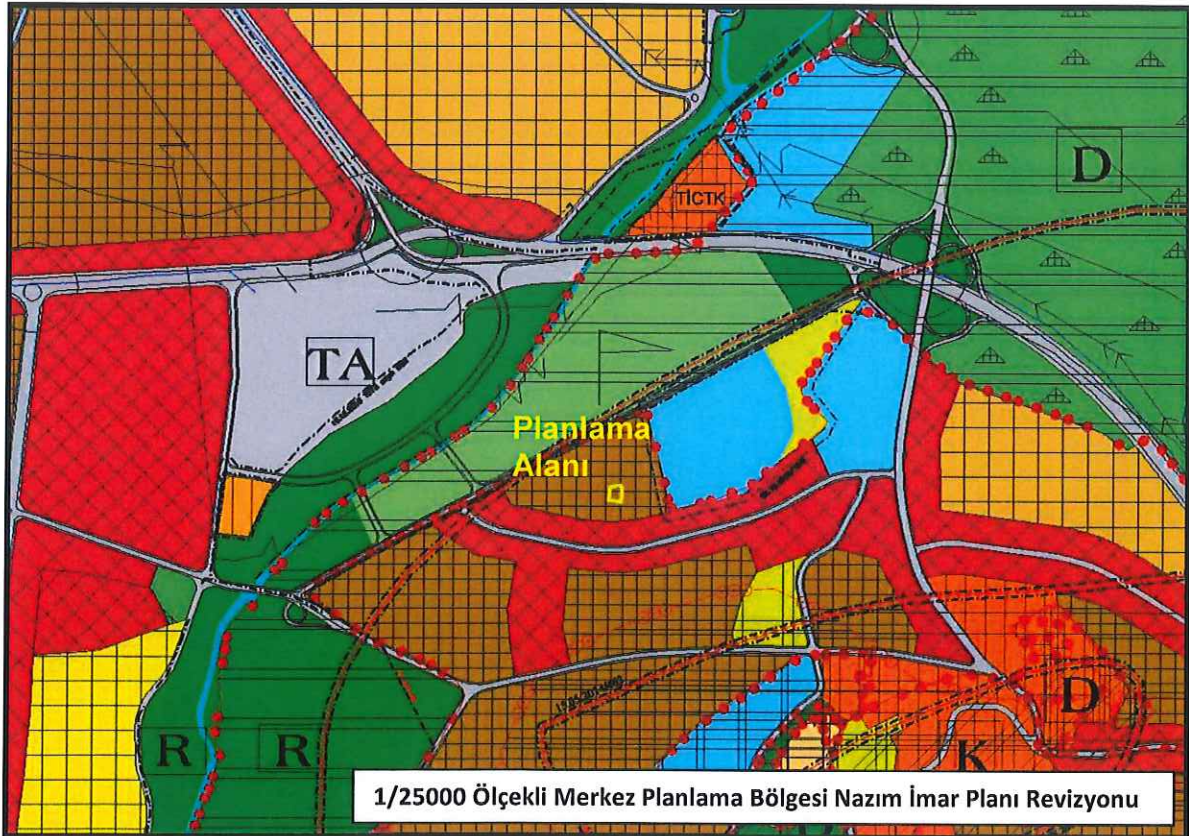 D
TİCTK
TA
Planlama
Alanı
D
R
R
K
1/25000 Ölçekli Merkez Planlama Bölgesi Nazım İmar Planı Revizyonu